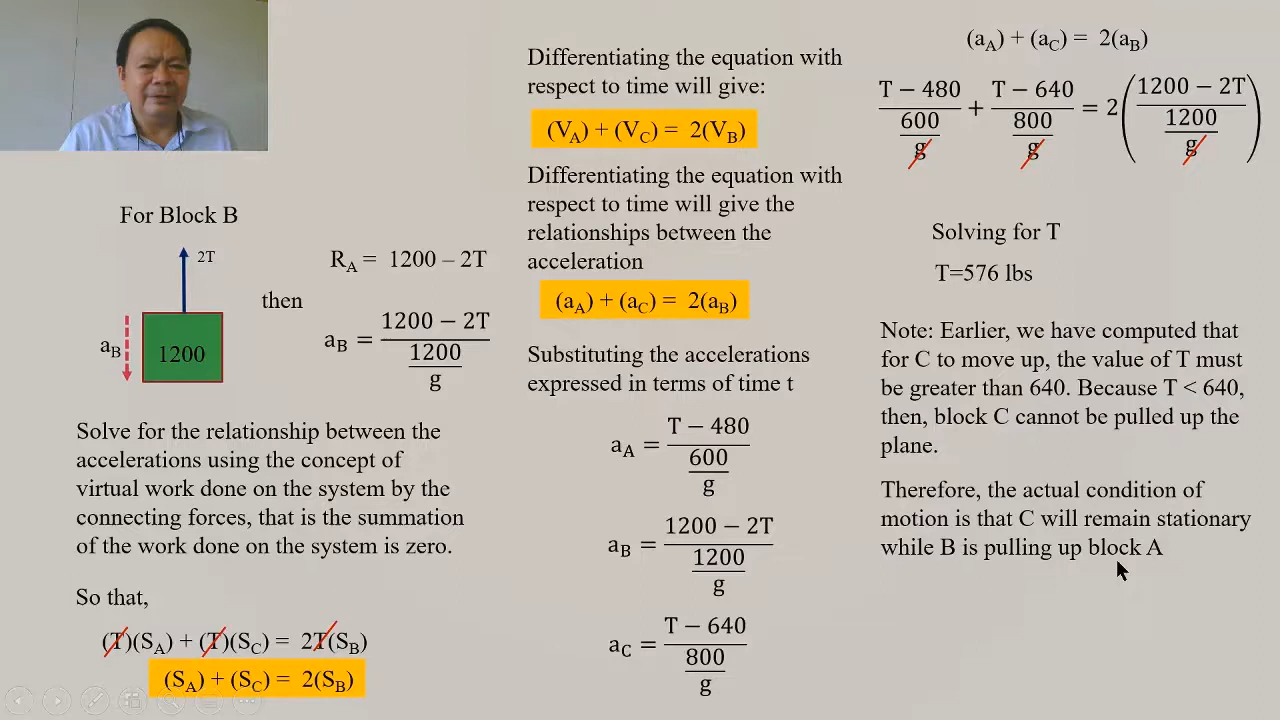 For Block B
2T
a_B
1200
R_A = 1200 – 2T
then
a_B = (1200 − 2T) / (1200/g)
Solve for the relationship between the
accelerations using the concept of
virtual work done on the system by the
connecting forces, that is the summation
of the work done on the system is zero.
So that,
(T)(S_A) + (T)(S_C) = 2T(S_B)
(S_A) + (S_C) = 2(S_B)
Differentiating the equation with
respect to time will give:
(V_A) + (V_C) = 2(V_B)
Differentiating the equation with
respect to time will give the
relationships between the
acceleration
(a_A) + (a_C) = 2(a_B)
Substituting the accelerations
expressed in terms of time t
a_A = (T − 480) / (600/g)
a_B = (1200 − 2T) / (1200/g)
a_C = (T − 640) / (800/g)
(a_A) + (a_C) = 2(a_B)
(T − 480) / (600/g) + (T − 640) / (800/g) = 2((1200 − 2T) / (1200/g))
Solving for T
T=576 lbs
Note: Earlier, we have computed that
for C to move up, the value of T must
be greater than 640. Because T < 640,
then, block C cannot be pulled up the
plane.
Therefore, the actual condition of
motion is that C will remain stationary
while B is pulling up block A